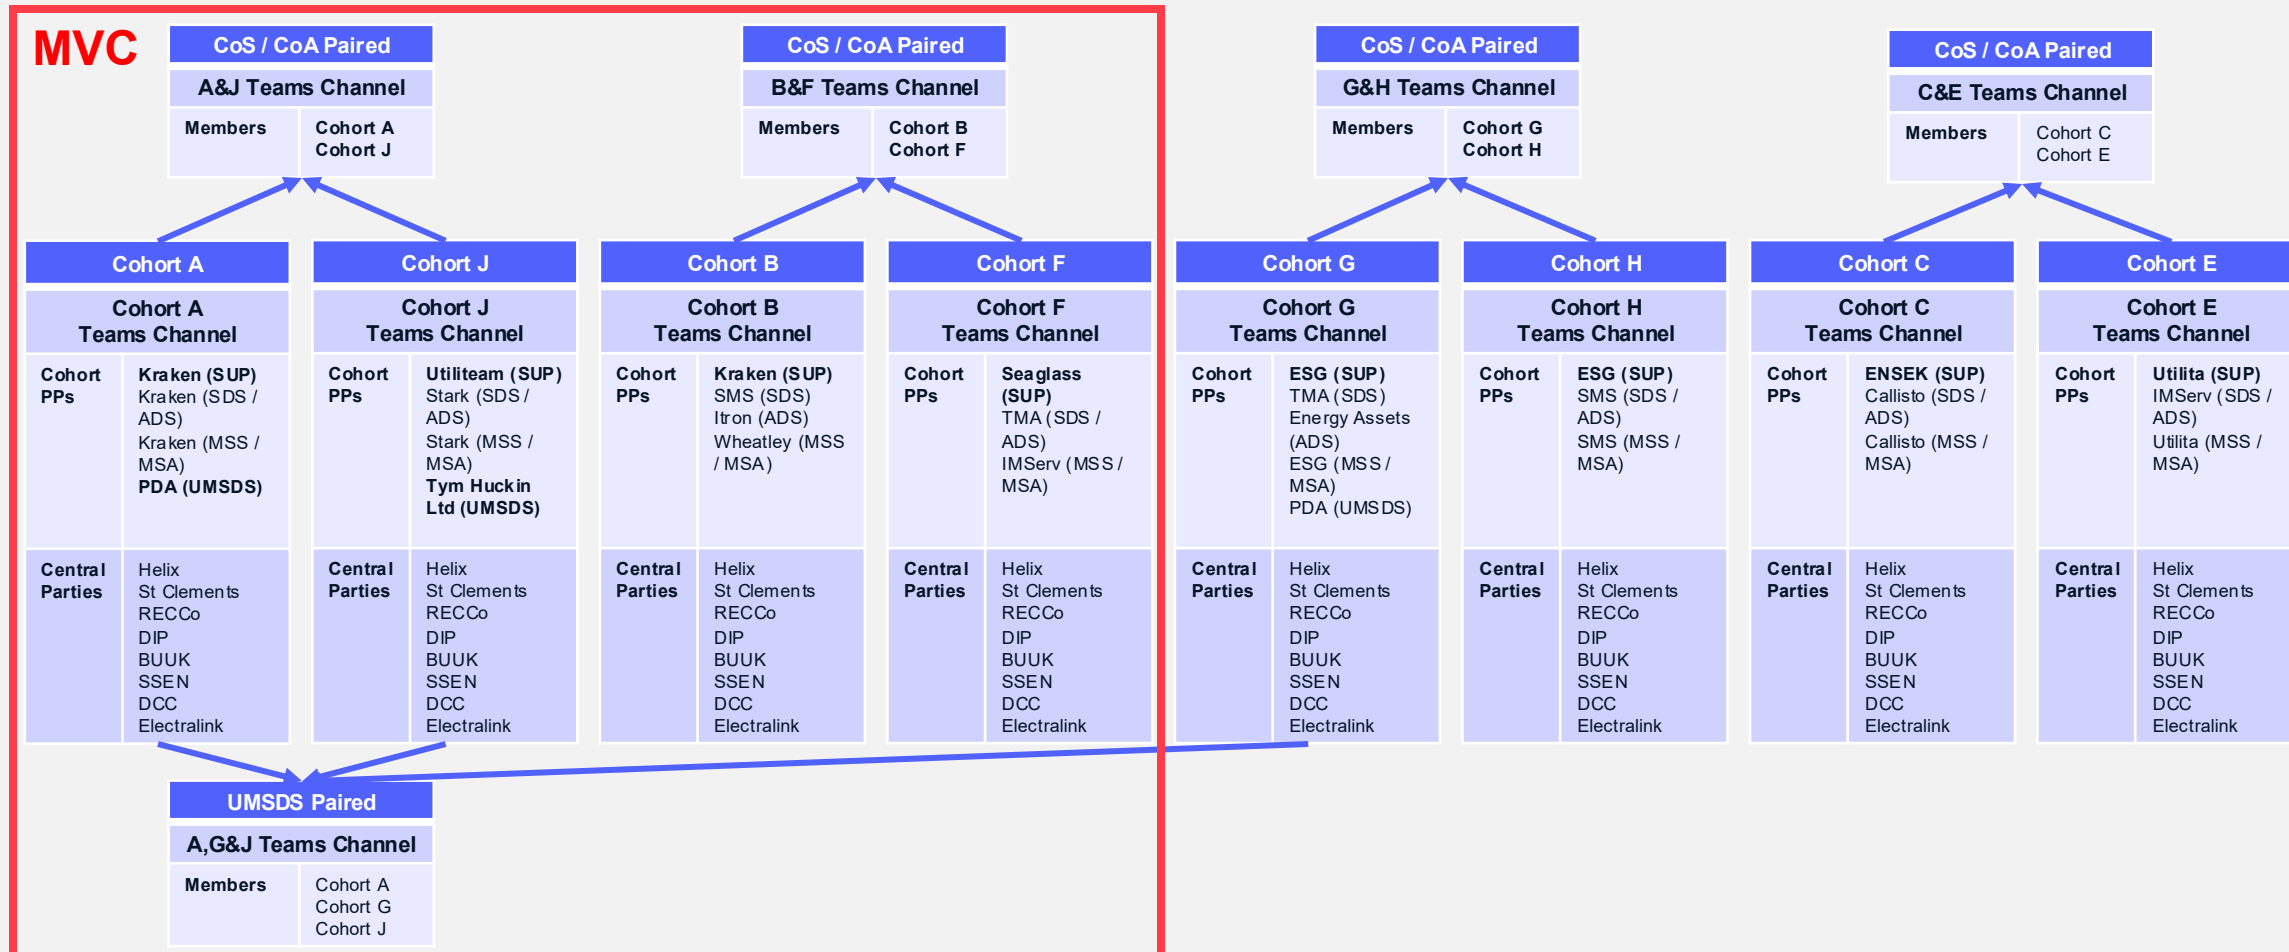 MVC
CoS / CoA Paired
A&J Teams Channel
Members
Cohort A
Cohort J
CoS / CoA Paired
B&F Teams Channel
Members
Cohort B
Cohort F
CoS / CoA Paired
G&H Teams Channel
Members
Cohort G
Cohort H
CoS / CoA Paired
C&E Teams Channel
Members
Cohort C
Cohort E
Cohort A
Cohort A
Teams Channel
Cohort
PPs
Kraken (SUP)
Kraken (SDS /
ADS)
Kraken (MSS /
MSA)
PDA (UMSDS)
Central
Parties
Helix
St Clements
RECCo
DIP
BUUK
SSEN
DCC
Electralink
Cohort J
Cohort J
Teams Channel
Cohort
PPs
Utiliteam (SUP)
Stark (SDS /
ADS)
Stark (MSS /
MSA)
Tym Huckin
Ltd (UMSDS)
Central
Parties
Helix
St Clements
RECCo
DIP
BUUK
SSEN
DCC
Electralink
Cohort B
Cohort B
Teams Channel
Cohort
PPs
Kraken (SUP)
SMS (SDS)
Itron (ADS)
Wheatley (MSS
/ MSA)
Central
Parties
Helix
St Clements
RECCo
DIP
BUUK
SSEN
DCC
Electralink
Cohort F
Cohort F
Teams Channel
Cohort
PPs
Seaglass
(SUP)
TMA (SDS /
ADS)
IMServ (MSS /
MSA)
Central
Parties
Helix
St Clements
RECCo
DIP
BUUK
SSEN
DCC
Electralink
Cohort G
Cohort G
Teams Channel
Cohort
PPs
ESG (SUP)
TMA (SDS)
Energy Assets
(ADS)
ESG (MSS /
MSA)
PDA (UMSDS)
Central
Parties
Helix
St Clements
RECCo
DIP
BUUK
SSEN
DCC
Electralink
Cohort H
Cohort H
Teams Channel
Cohort
PPs
ESG (SUP)
SMS (SDS /
ADS)
SMS (MSS /
MSA)
Central
Parties
Helix
St Clements
RECCo
DIP
BUUK
SSEN
DCC
Electralink
Cohort C
Cohort C
Teams Channel
Cohort
PPs
ENSEK (SUP)
Callisto (SDS /
ADS)
Callisto (MSS /
MSA)
Central
Parties
Helix
St Clements
RECCo
DIP
BUUK
SSEN
DCC
Electralink
Cohort E
Cohort E
Teams Channel
Cohort
PPs
Utilita (SUP)
IMServ (SDS /
ADS)
Utilita (MSS /
MSA)
Central
Parties
Helix
St Clements
RECCo
DIP
BUUK
SSEN
DCC
Electralink
UMSDS Paired
A,G&J Teams Channel
Members
Cohort A
Cohort G
Cohort J